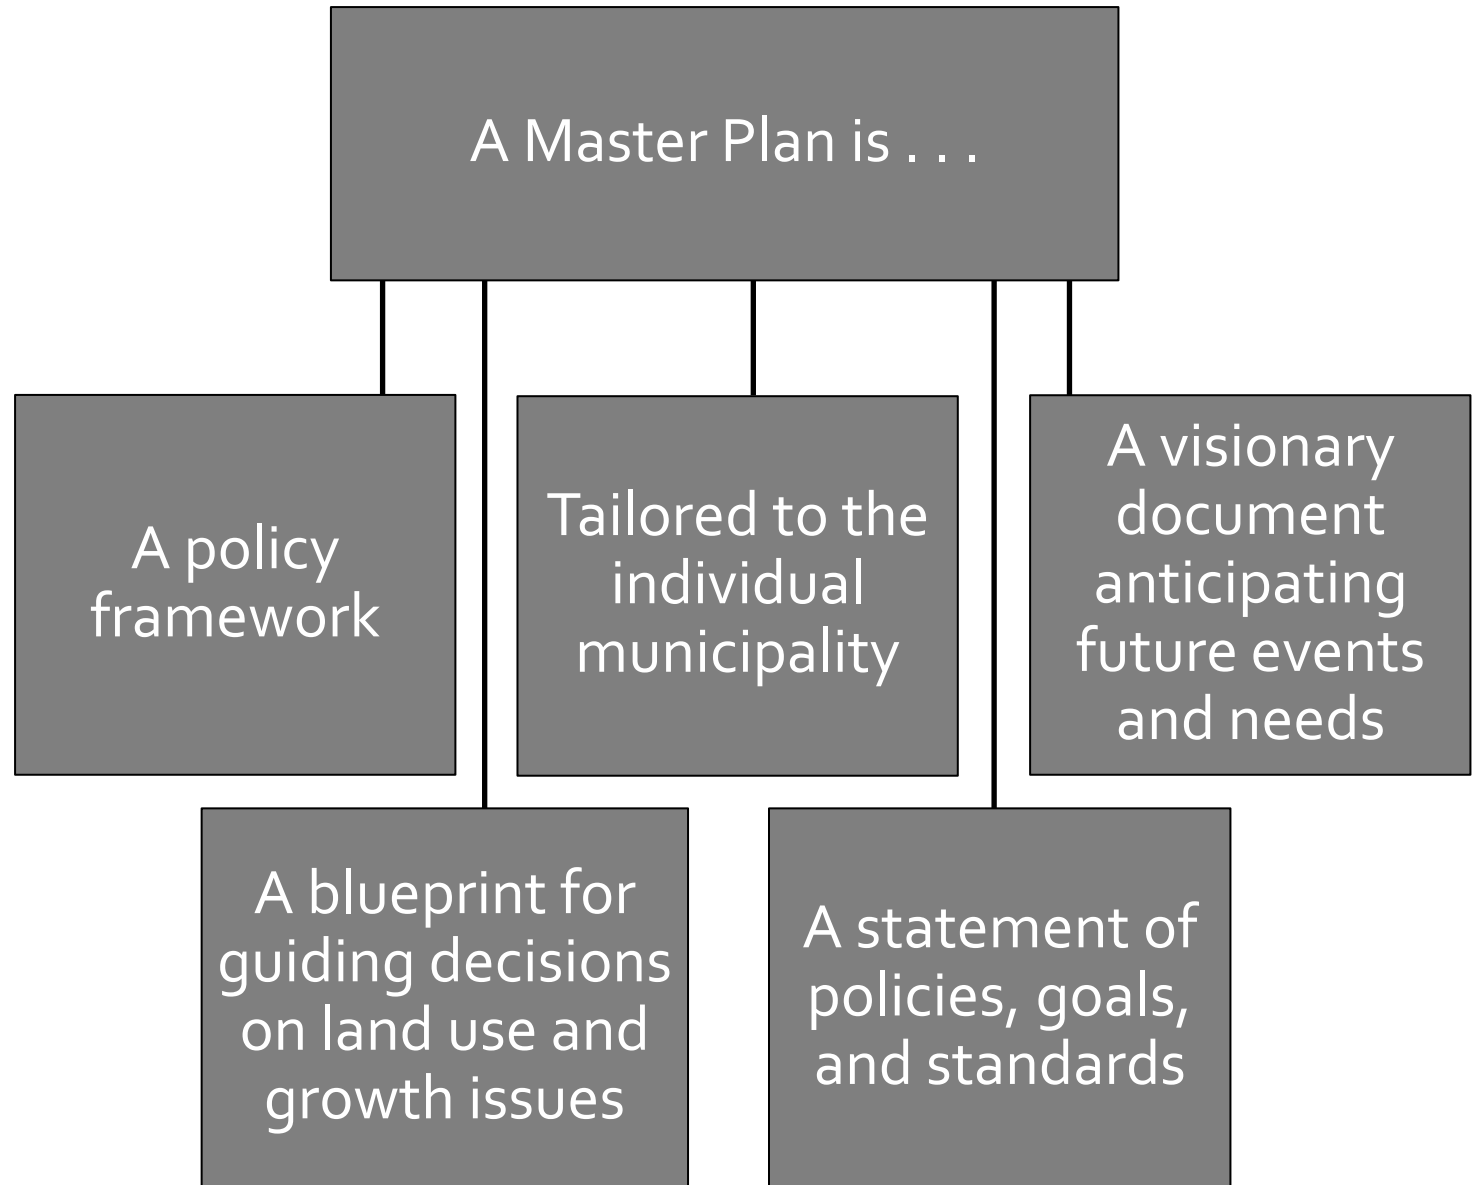 A Master Plan is . . .
A policy
framework
Tailored to the
individual
municipality
A visionary
document
anticipating
future events
and needs
A blueprint for
guiding decisions
on land use and
growth issues
A statement of
policies, goals,
and standards